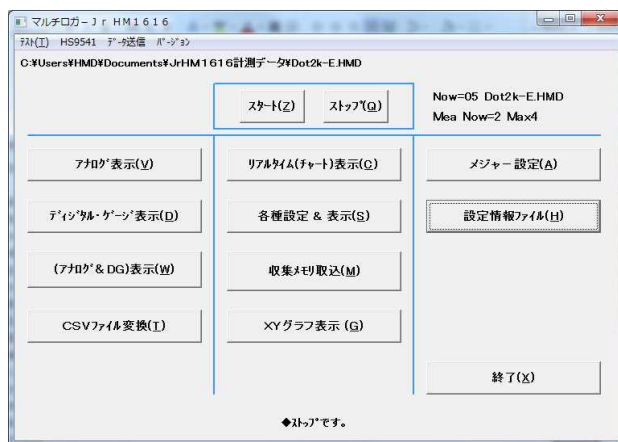 マルチロガｰJr HM1616
ﾃｽﾄ(T) HS9541 ﾃﾞｰﾀ送信 ﾊﾞｰｼﾞｮﾝ
C:¥Users¥HMD¥Documents¥JrHM1616計測データ¥Dot2k-E.HMD
ｽﾀｰﾄ(Z) ｽﾄｯﾌﾟ(Q)
Now=05 Dot2k-E.HMD
Mea Now=2 Max4
ｱﾅﾛｸﾞ表示(V) ﾘｱﾙﾀｲﾑ(ﾁｬｰﾄ)表示(C) メジャー設定(A)
ﾃﾞｨｼﾞﾀﾙ･ｹﾞｰｼﾞ表示(D) 各種設定 & 表示(S) 設定情報ﾌｧｲﾙ(H)
(ｱﾅﾛｸﾞ& DG)表示(W) 収集メモリ取込(M)
CSVﾌｧｲﾙ変換(T) XYグラフ表示 (G)
終了(X)
◆ｽﾄｯﾌﾟです。